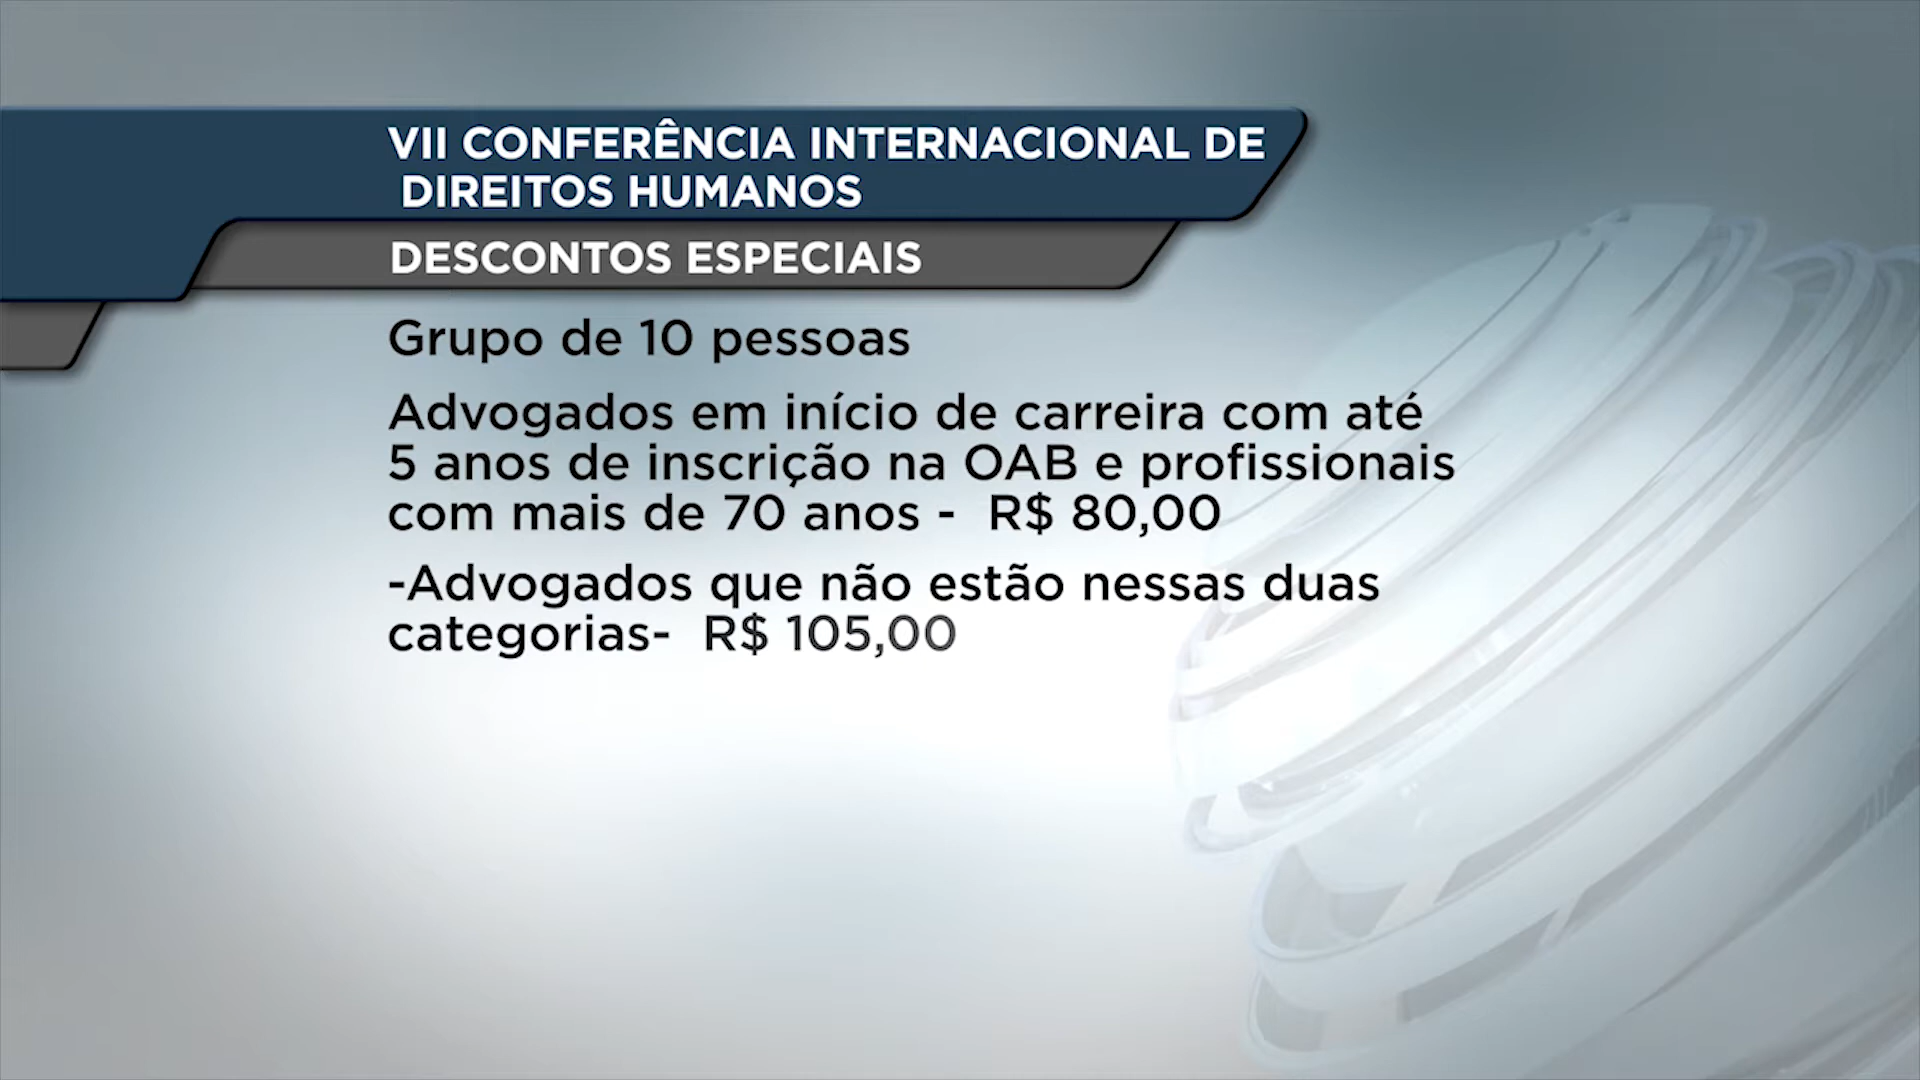 VII CONFERÊNCIA INTERNACIONAL DE
DIREITOS HUMANOS
DESCONTOS ESPECIAIS
Grupo de 10 pessoas
Advogados em início de carreira com até
5 anos de inscrição na OAB e profissionais
com mais de 70 anos - R$ 80,00
-Advogados que não estão nessas duas
categorias- R$ 105,00